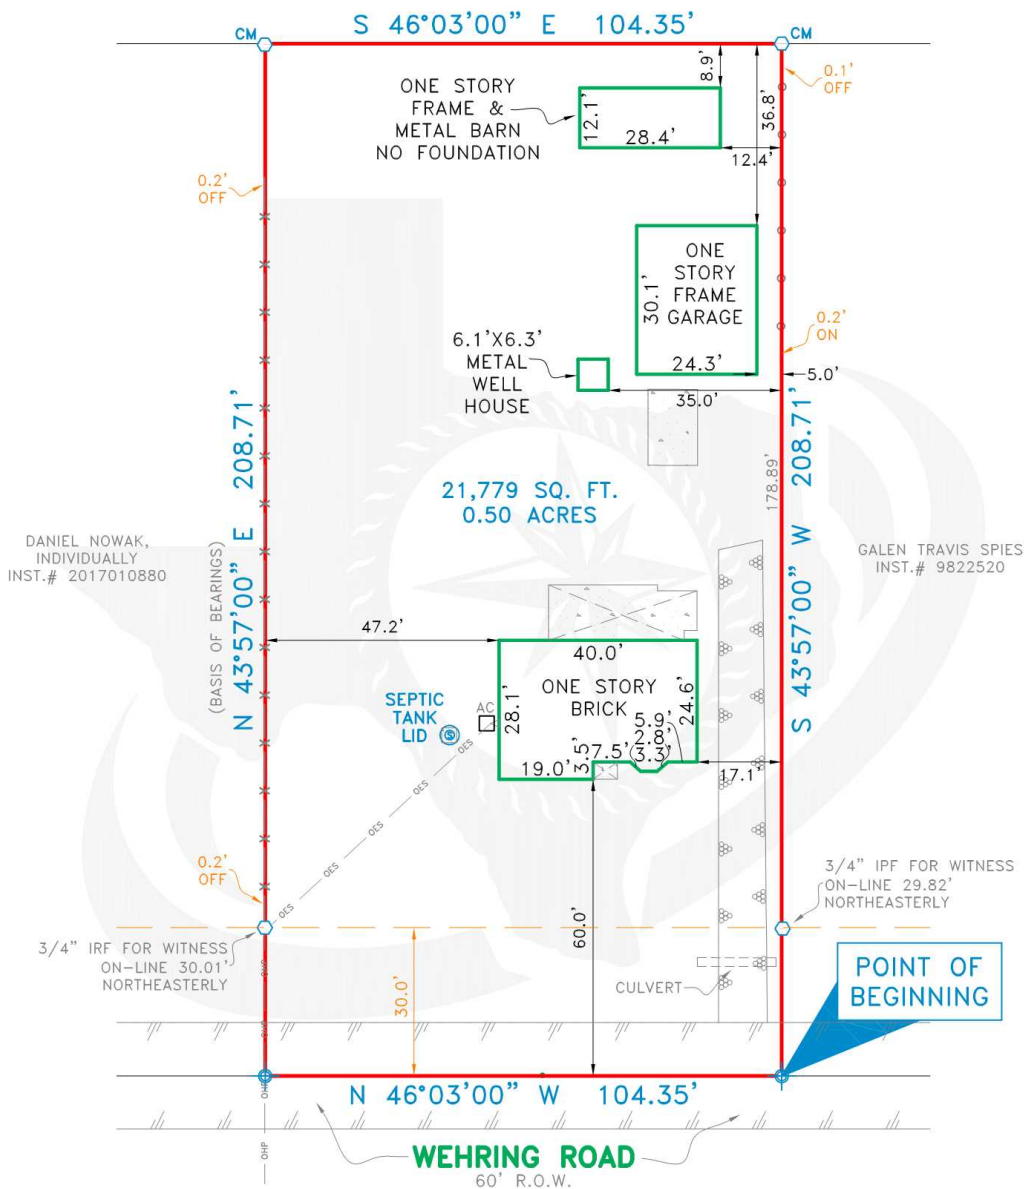 S 46°03'00" E 104.35'
CM
CM
8.9'
36.8'
0.1'
OFF
ONE STORY
FRAME &
METAL BARN
NO FOUNDATION
12.1'
28.4'
12.4'
0.2'
OFF
ONE
STORY
FRAME
GARAGE
30.1'
24.3'
0.2'
ON
5.0'
6.1'X6.3'
METAL
WELL
HOUSE
35.0'
N 43°57'00" E 208.71'
(BASIS OF BEARINGS)
S 43°57'00" W 208.71'
178.89'
21,779 SQ. FT.
0.50 ACRES
DANIEL NOWAK,
INDIVIDUALLY
INST.# 2017010880
GALEN TRAVIS SPIES
INST.# 9822520
47.2'
40.0'
ONE STORY
BRICK
28.1'
24.6'
5.9'
2.8'
3.3'
7.5'
3.5'
19.0'
17.1'
AC
SEPTIC
TANK
LID
S
OES
OES
OES
OES
0.2'
OFF
60.0'
3/4" IPF FOR WITNESS
ON-LINE 29.82'
NORTHEASTERLY
3/4" IRF FOR WITNESS
ON-LINE 30.01'
NORTHEASTERLY
30.0'
CULVERT
POINT OF
BEGINNING
OHP
OHP
OHP
OHP
N 46°03'00" W 104.35'
WEHRING ROAD
60' R.O.W.